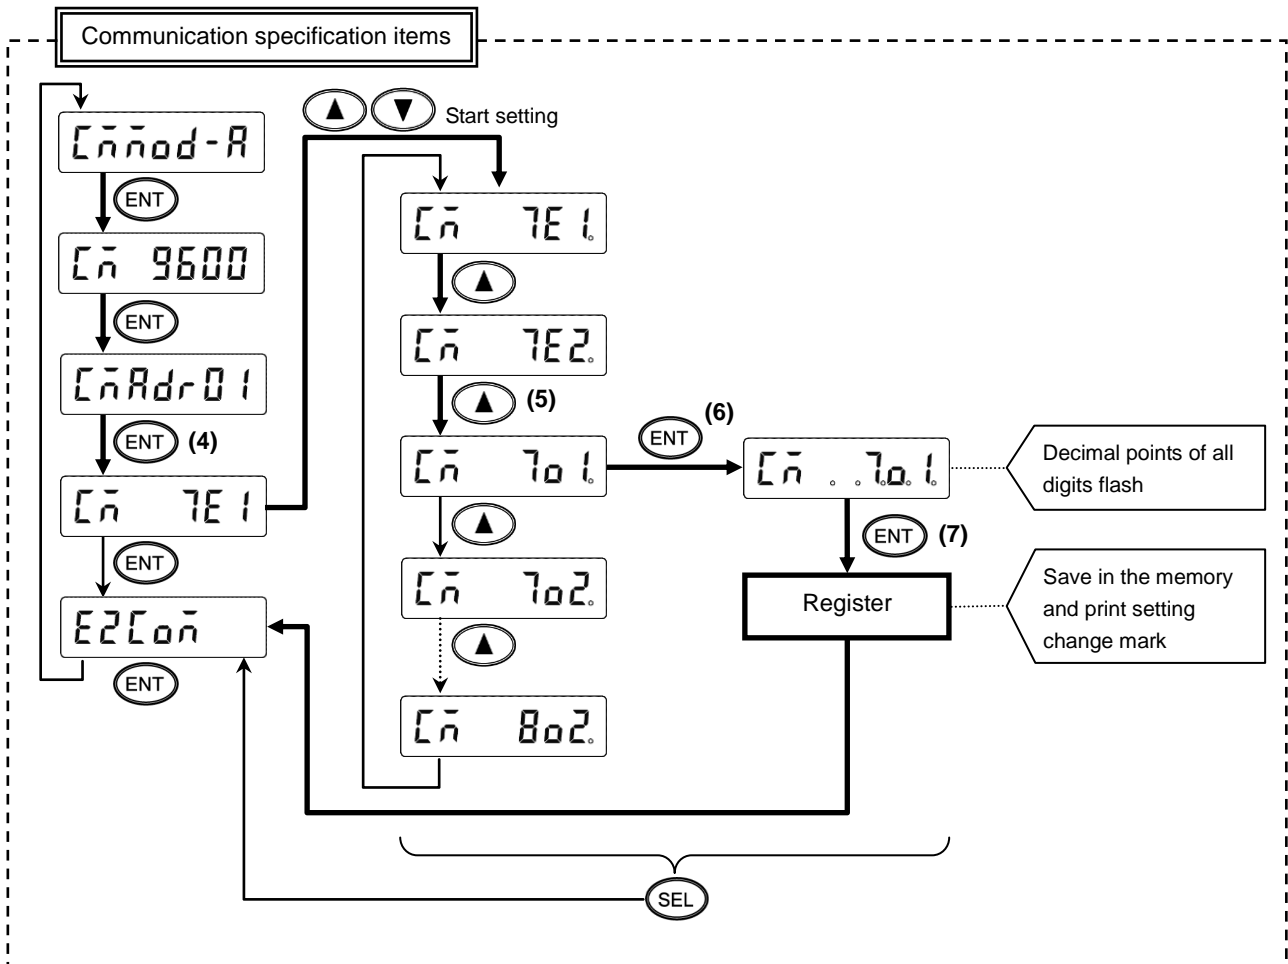 Communication specification items
Start setting
Cmmod-A
ENT
Cm 9600
ENT
CmAdr01
ENT (4)
Cm 7E1
ENT
EZCom
ENT
Cm 7E1.
Cm 7E2.
(5)
Cm 7o1.
Cm 7o2.
Cm 8o2.
(6)
ENT
Cm . .7.o.1.
Decimal points of all
digits flash
ENT (7)
Register
Save in the memory
and print setting
change mark
SEL